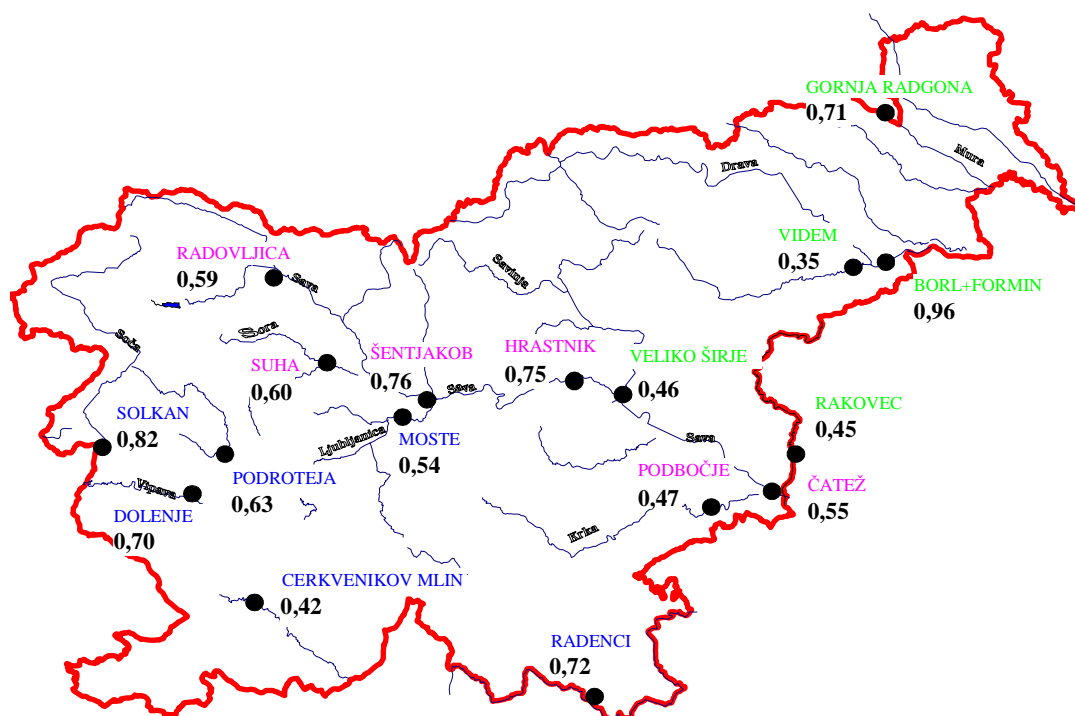 GORNJA RADGONA
0,71
Mura
Drava
VIDEM
0,35
BORL+FORMIN
0,96
RADOVLJICA
0,59
Sava
Savinja
Soča
Sora
SUHA
0,60
ŠENTJAKOB
0,76
Sava
HRASTNIK
0,75
VELIKO ŠIRJE
0,46
RAKOVEC
0,45
SOLKAN
0,82
Ljubljanica
MOSTE
0,54
Sava
PODROTEJA
0,63
PODBOČJE
0,47
ČATEŽ
0,55
Vipava
DOLENJE
0,70
Krka
CERKVENIKOV MLIN
0,42
RADENCI
0,72